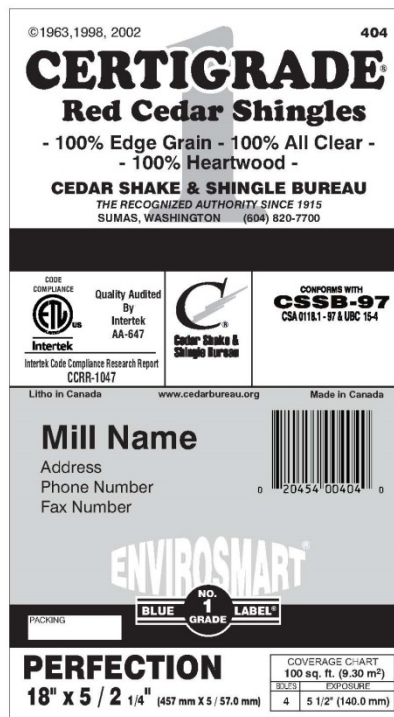 ©1963,1998, 2002 404
1
CERTIGRADE®
Red Cedar Shingles
- 100% Edge Grain - 100% All Clear -
- 100% Heartwood -
CEDAR SHAKE & SHINGLE BUREAU
THE RECOGNIZED AUTHORITY SINCE 1915
SUMAS, WASHINGTON (604) 820-7700
CODE
COMPLIANCE
ETL US
Intertek
Quality Audited
By
Intertek
AA-647
Intertek Code Compliance Research Report
CCRR-1047
C®
Cedar Shake &
Shingle Bureau
CONFORMS WITH
CSSB-97
CSA 0118.1 - 97 & UBC 15-4
Litho in Canada www.cedarbureau.org Made in Canada
Mill Name
Address
Phone Number
Fax Number
0 20454 00404 0
ENVIROSMART®
BLUE NO. 1 GRADE LABEL®
PACKING
PERFECTION
18" x 5 / 2 1/4" (457 mm X 5 / 57.0 mm)
COVERAGE CHART
100 sq. ft. (9.30 m²)
BDLES EXPOSURE
4 5 1/2" (140.0 mm)